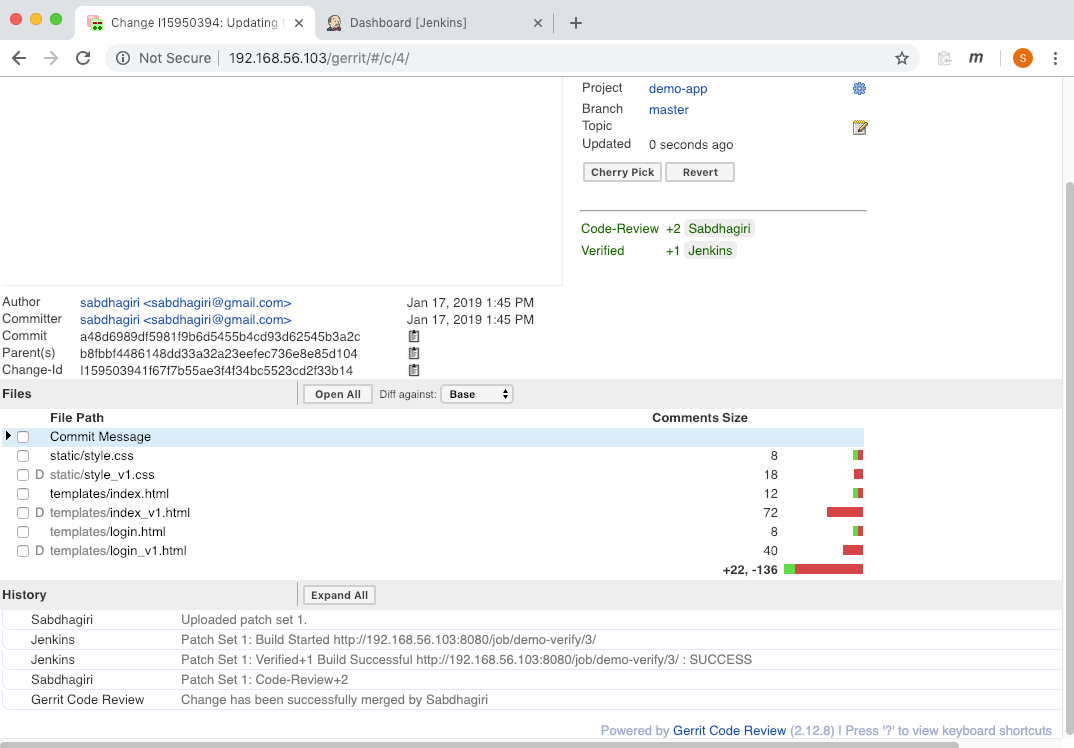 Change I15950394: Updating t
Dashboard [Jenkins]
Not Secure 192.168.56.103/gerrit/#/c/4/
m
S
Project demo-app
Branch master
Topic
Updated 0 seconds ago
Cherry Pick Revert
Code-Review +2 Sabdhagiri
Verified +1 Jenkins
Author sabdhagiri <sabdhagiri@gmail.com> Jan 17, 2019 1:45 PM
Committer sabdhagiri <sabdhagiri@gmail.com> Jan 17, 2019 1:45 PM
Commit a48d6989df5981f9b6d5455b4cd93d62545b3a2c
Parent(s) b8fbbf4486148dd33a32a23eefec736e8e85d104
Change-Id I159503941f67f7b55ae3f4f34bc5523cd2f33b14
Files Open All Diff against: Base
File Path Comments Size
Commit Message
static/style.css 8
D static/style_v1.css 18
templates/index.html 12
D templates/index_v1.html 72
templates/login.html 8
D templates/login_v1.html 40
+22, -136
History Expand All
Sabdhagiri Uploaded patch set 1.
Jenkins Patch Set 1: Build Started http://192.168.56.103:8080/job/demo-verify/3/
Jenkins Patch Set 1: Verified+1 Build Successful http://192.168.56.103:8080/job/demo-verify/3/ : SUCCESS
Sabdhagiri Patch Set 1: Code-Review+2
Gerrit Code Review Change has been successfully merged by Sabdhagiri
Powered by Gerrit Code Review (2.12.8) | Press '?' to view keyboard shortcuts